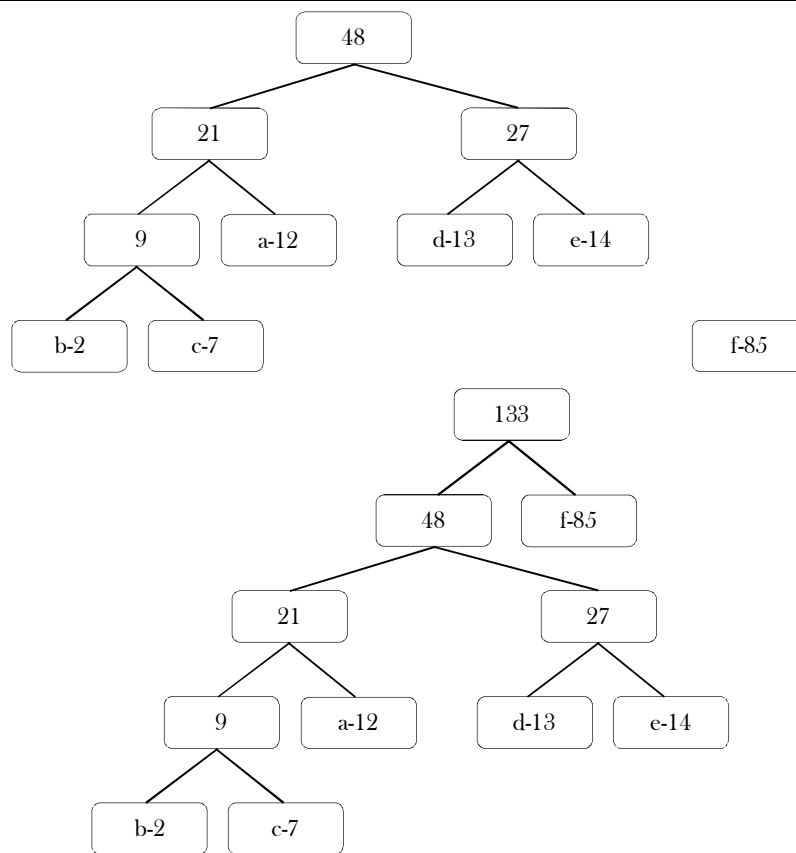 48
21 27
9 a-12 d-13 e-14
b-2 c-7 f-85
133
48 f-85
21 27
9 a-12 d-13 e-14
b-2 c-7